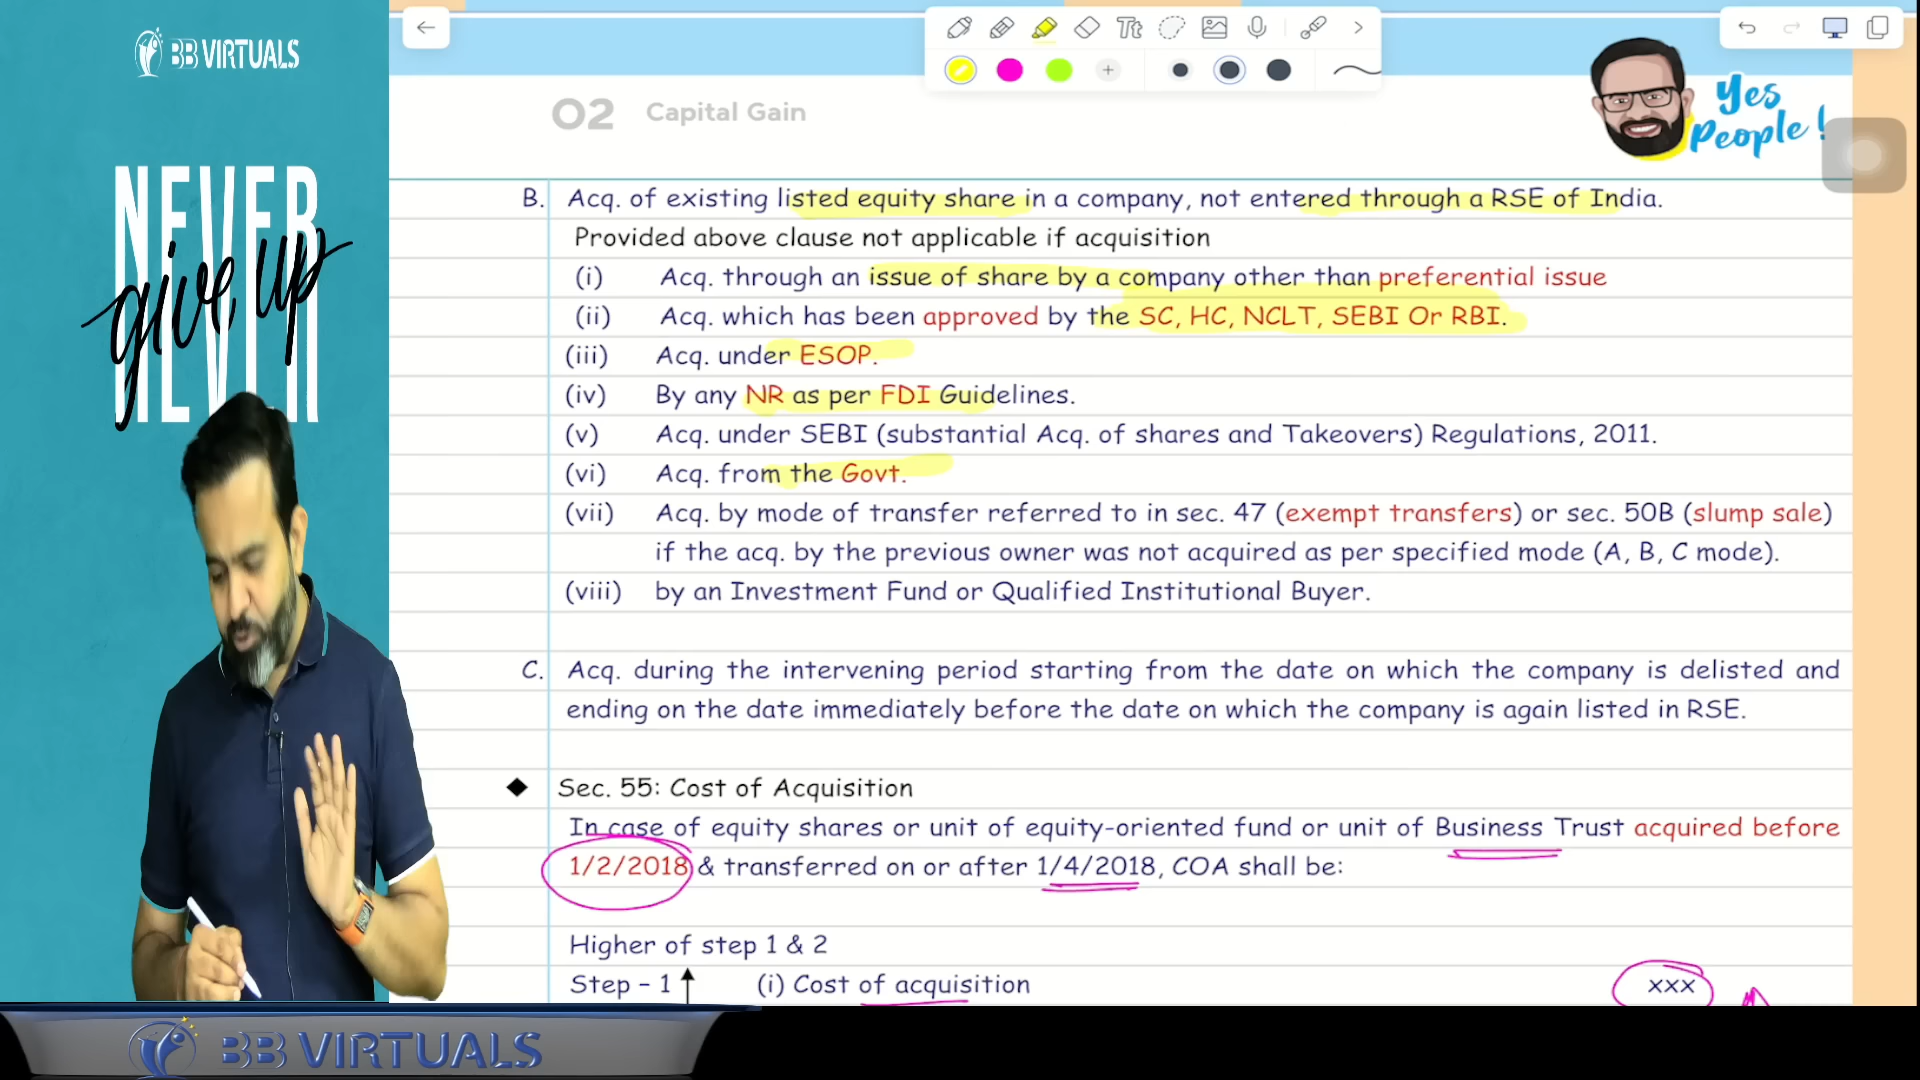 BB VIRTUALS
NEVER
give up
NEVER
Tt
02 Capital Gain
Yes
People !
B. Acq. of existing listed equity share in a company, not entered through a RSE of India.
Provided above clause not applicable if acquisition
(i) Acq. through an issue of share by a company other than preferential issue
(ii) Acq. which has been approved by the SC, HC, NCLT, SEBI Or RBI.
(iii) Acq. under ESOP.
(iv) By any NR as per FDI Guidelines.
(v) Acq. under SEBI (substantial Acq. of shares and Takeovers) Regulations, 2011.
(vi) Acq. from the Govt.
(vii) Acq. by mode of transfer referred to in sec. 47 (exempt transfers) or sec. 50B (slump sale)
if the acq. by the previous owner was not acquired as per specified mode (A, B, C mode).
(viii) by an Investment Fund or Qualified Institutional Buyer.
C. Acq. during the intervening period starting from the date on which the company is delisted and
ending on the date immediately before the date on which the company is again listed in RSE.
◆ Sec. 55: Cost of Acquisition
In case of equity shares or unit of equity-oriented fund or unit of Business Trust acquired before
1/2/2018 & transferred on or after 1/4/2018, COA shall be:
Higher of step 1 & 2
Step – 1 (i) Cost of acquisition xxx
BB VIRTUALS